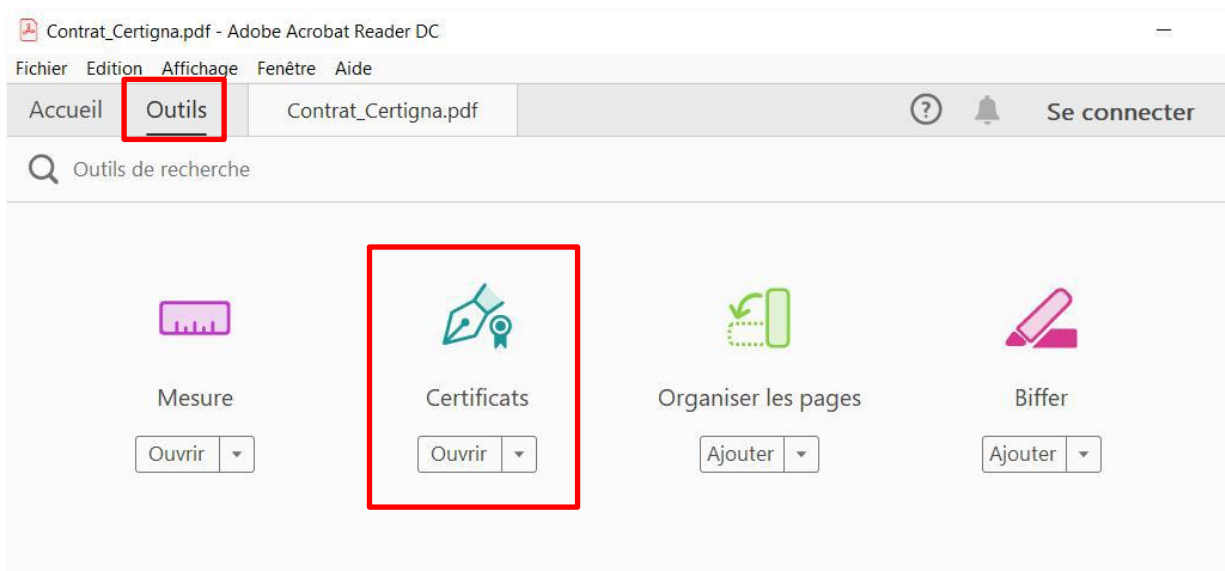 Contrat_Certigna.pdf - Adobe Acrobat Reader DC
Fichier Edition Affichage Fenêtre Aide
Accueil Outils Contrat_Certigna.pdf ? Se connecter
Outils de recherche
Mesure Certificats Organiser les pages Biffer
Ouvrir Ouvrir Ajouter Ajouter